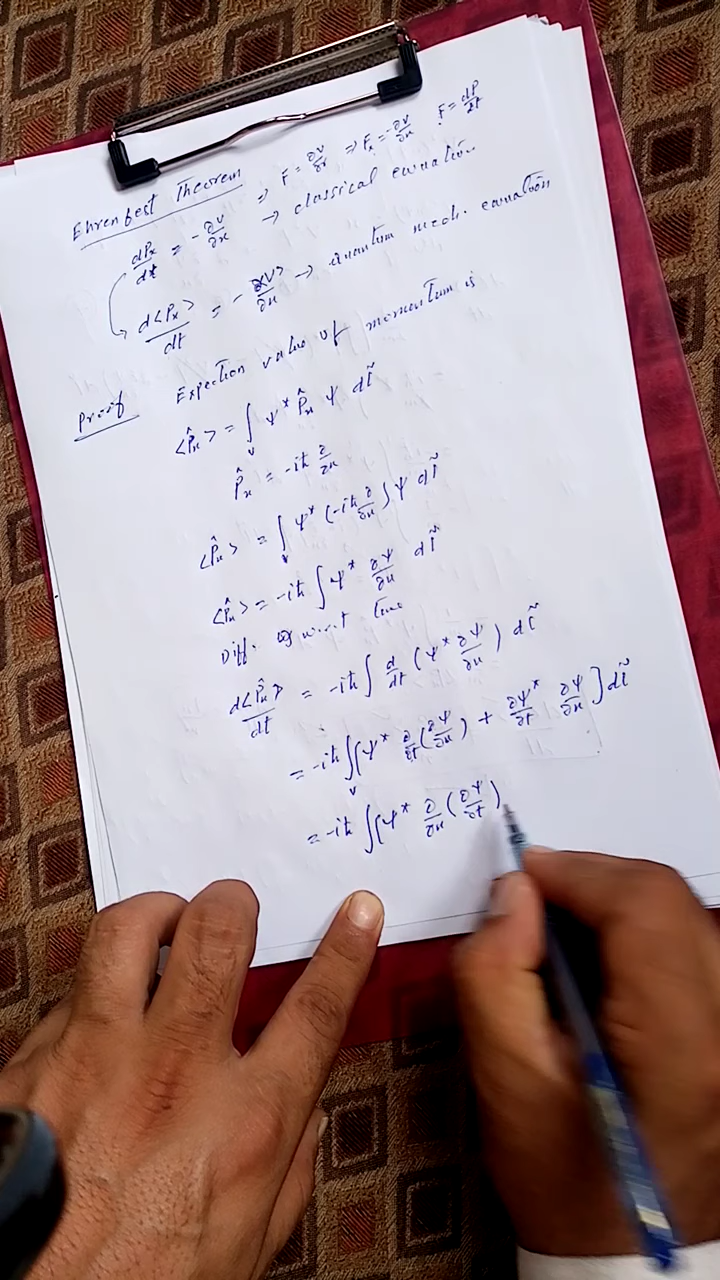 Ehrenfest Theorem
⇒ F = ∂V/∂r ⇒ Fₓ = -∂V/∂x F = dP/dt
dPₓ/dt = -∂V/∂x → classical equation
d<Pₓ>/dt = -∂<V>/∂x → quantum mech. equation
Proof Expection value of momentum is
<P̂ₓ> = ∫ᵥ ψ* P̂ₓ ψ dτ̃
P̂ₓ = -iħ ∂/∂x
<P̂ₓ> = ∫ᵥ ψ* (-iħ ∂/∂x) ψ dτ̃
<P̂ₓ> = -iħ ∫ ψ* ∂ψ/∂x dτ̃
Diff. w.r.t time
d<P̂ₓ>/dt = -iħ ∫ d/dt (ψ* ∂ψ/∂x) dτ̃
= -iħ ∫ᵥ [ψ* ∂/∂t (∂ψ/∂x) + ∂ψ*/∂t ∂ψ/∂x] dτ̃
= -iħ ∫ [ψ* ∂/∂x (∂ψ/∂t)